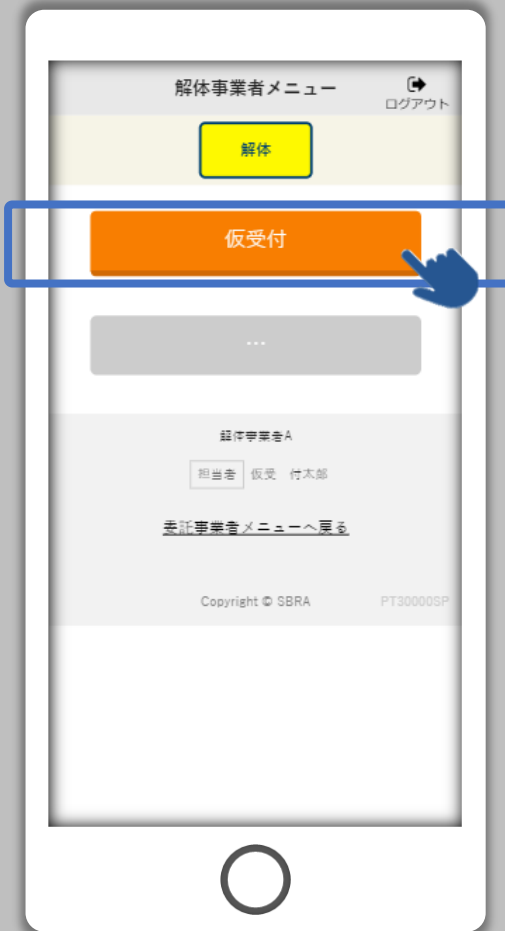 解体事業者メニュー
ログアウト
解体
仮受付
...
解体事業者A
担当者 仮受 付太郎
委託事業者メニューへ戻る
Copyright © SBRA PT30000SP